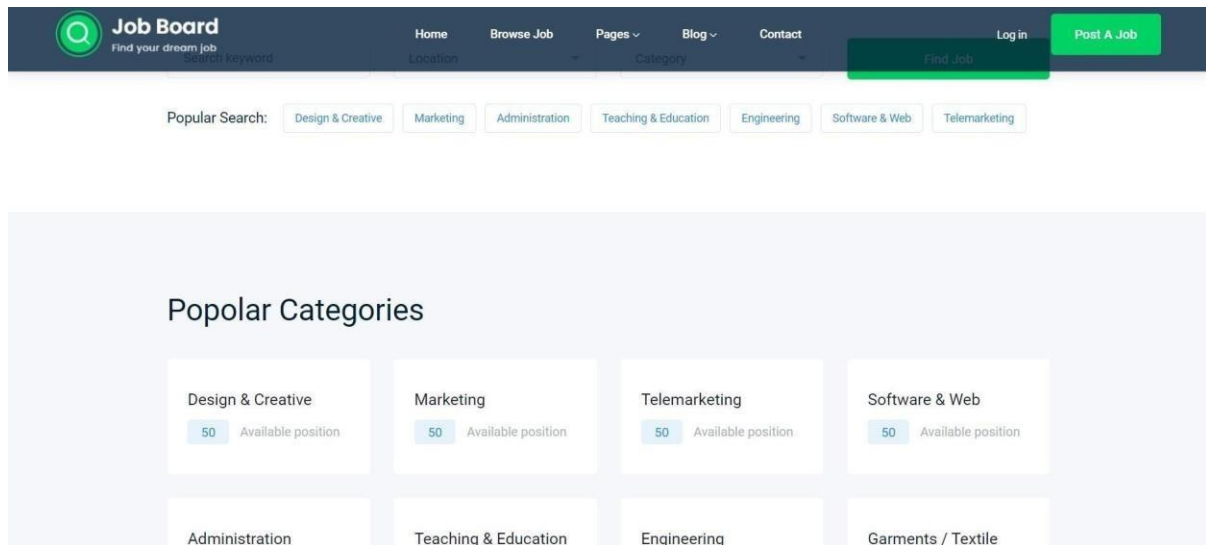 Job Board
Find your dream job
Home Browse Job Pages Blog Contact Log in Post A Job
Search keyword Location Category Find Job
Popular Search: Design & Creative Marketing Administration Teaching & Education Engineering Software & Web Telemarketing
Popolar Categories
Design & Creative Marketing Telemarketing Software & Web
50 Available position 50 Available position 50 Available position 50 Available position
Administration Teaching & Education Engineering Garments / Textile